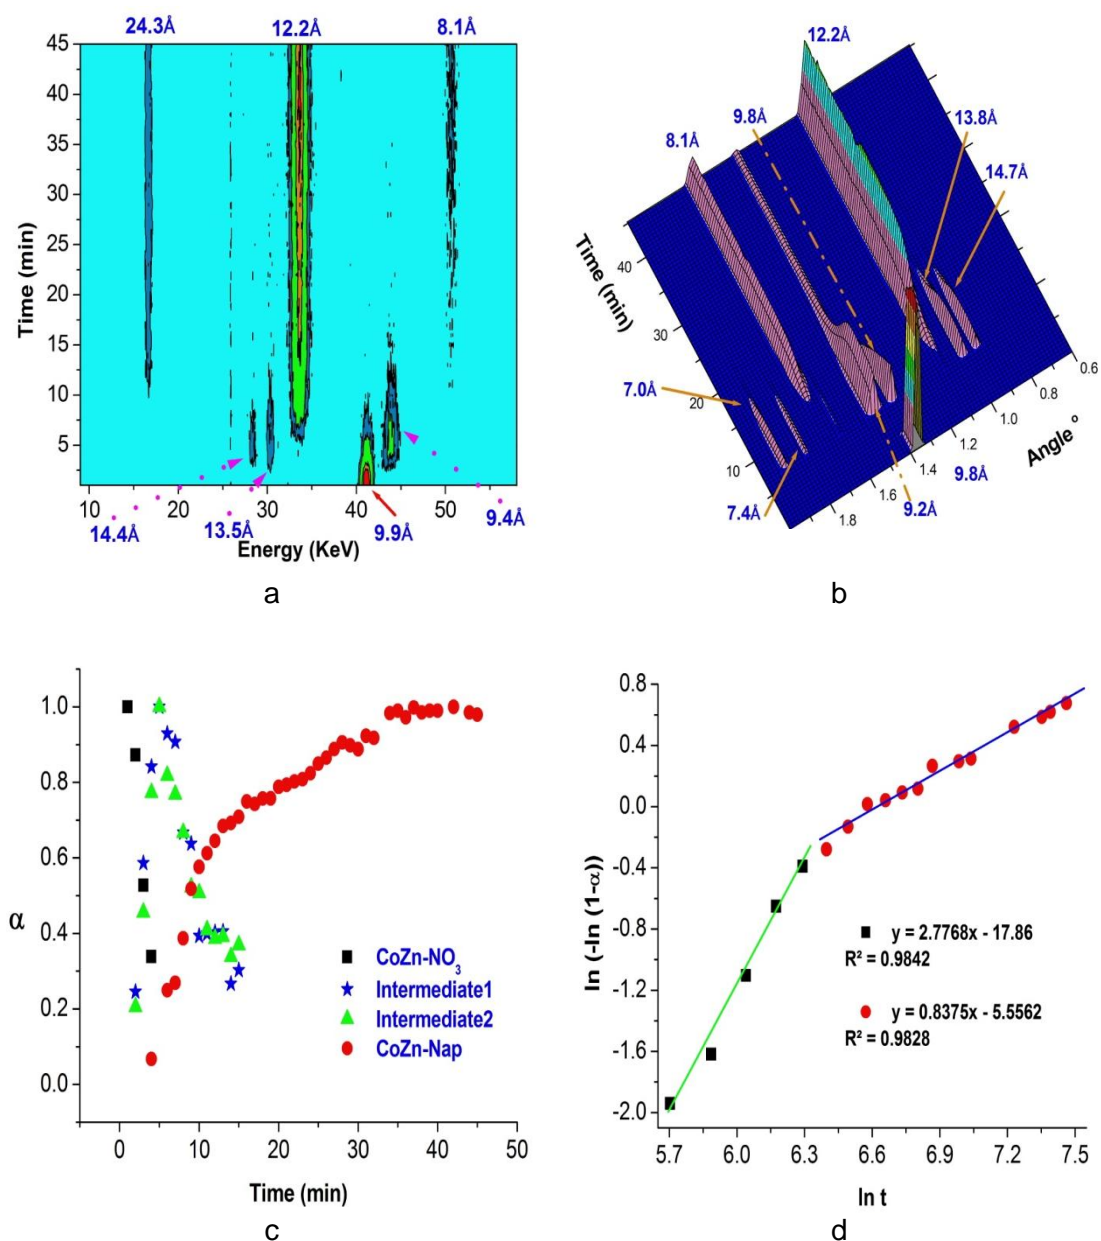 24.3Å 12.2Å 8.1Å
45
40
35
30
25
20
15
10
5
Time (min)
10 20 30 40 50
14.4Å 13.5Å 9.9Å 9.4Å
Energy (KeV)
a
12.2Å
9.8Å
8.1Å
13.8Å
14.7Å
Time (min)
40
30
20
10
7.0Å
7.4Å
9.2Å
9.8Å
0.6
0.8
1.0
1.2
1.4
1.6
1.8
Angle °
b
1.0
0.8
0.6
0.4
0.2
0.0
α
CoZn-NO3
Intermediate1
Intermediate2
CoZn-Nap
0 10 20 30 40 50
Time (min)
c
0.8
0.4
0.0
-0.4
-0.8
-1.2
-1.6
-2.0
ln (-ln (1-α))
y = 2.7768x - 17.86
R² = 0.9842
y = 0.8375x - 5.5562
R² = 0.9828
5.7 6.0 6.3 6.6 6.9 7.2 7.5
ln t
d